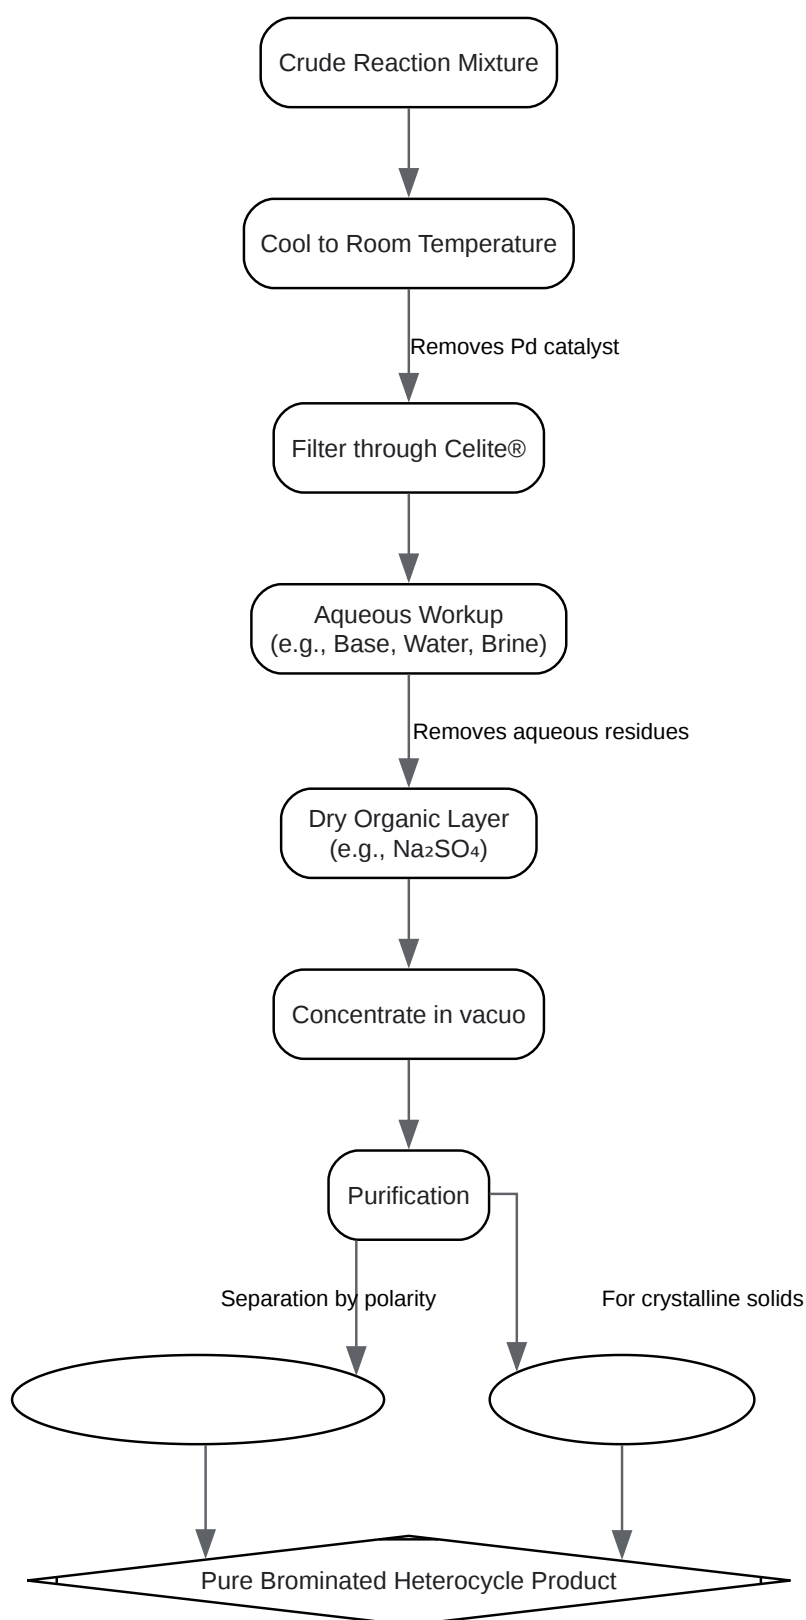 Crude Reaction Mixture
Cool to Room Temperature
Removes Pd catalyst
Filter through Celite®
Aqueous Workup
(e.g., Base, Water, Brine)
Removes aqueous residues
Dry Organic Layer
(e.g., Na₂SO₄)
Concentrate in vacuo
Purification
Separation by polarity
For crystalline solids
Pure Brominated Heterocycle Product